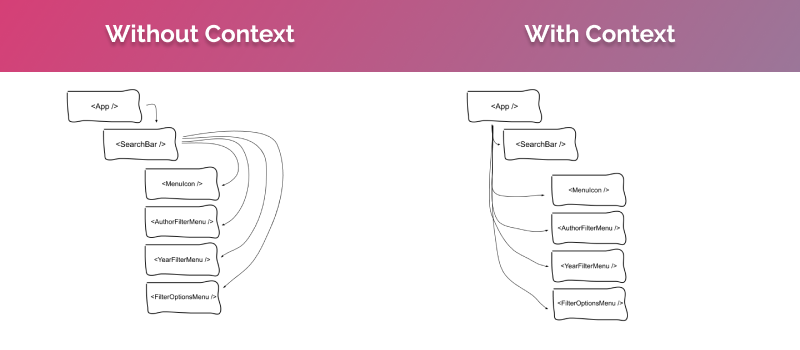 Without Context
<App />
<SearchBar />
<MenuIcon />
<AuthorFilterMenu />
<YearFilterMenu />
<FilterOptionsMenu />
With Context
<App />
<SearchBar />
<MenuIcon />
<AuthorFilterMenu />
<YearFilterMenu />
<FilterOptionsMenu />